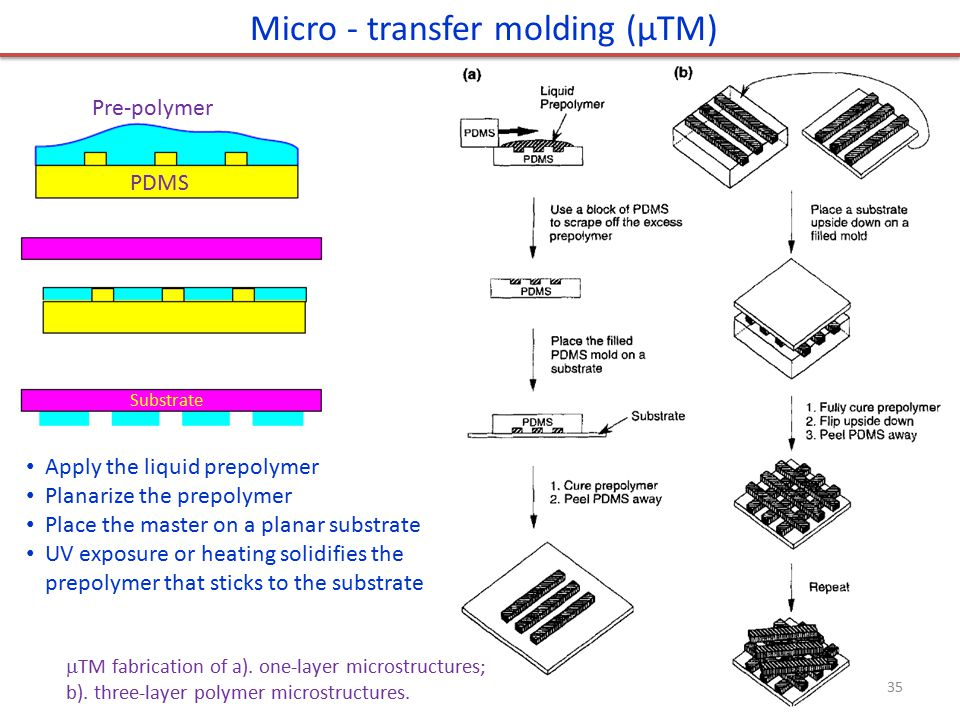 Micro - transfer molding (µTM)
Pre-polymer
PDMS
Substrate
• Apply the liquid prepolymer
• Planarize the prepolymer
• Place the master on a planar substrate
• UV exposure or heating solidifies the
prepolymer that sticks to the substrate
µTM fabrication of a). one-layer microstructures;
b). three-layer polymer microstructures.
(a)
Liquid
Prepolymer
PDMS
PDMS
Use a block of PDMS
to scrape off the excess
prepolymer
PDMS
Place the filled
PDMS mold on a
substrate
PDMS
Substrate
1. Cure prepolymer
2. Peel PDMS away
(b)
Place a substrate
upside down on a
filled mold
1. Fully cure prepolymer
2. Flip upside down
3. Peel PDMS away
Repeat
35